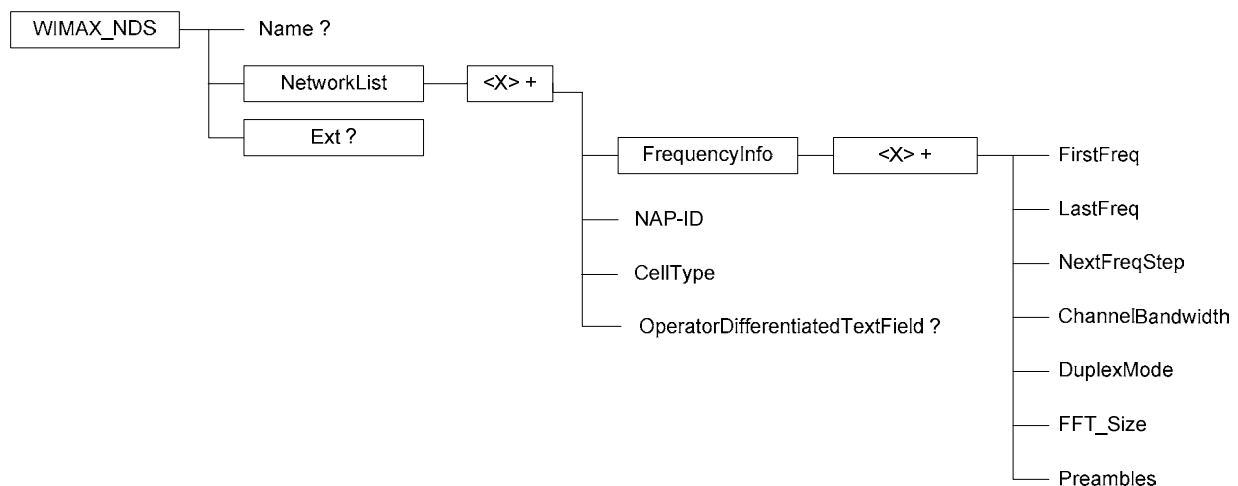 WIMAX_NDS
Name ?
NetworkList
<X> +
Ext ?
FrequencyInfo
<X> +
FirstFreq
NAP-ID
LastFreq
CellType
NextFreqStep
OperatorDifferentiatedTextField ?
ChannelBandwidth
DuplexMode
FFT_Size
Preambles